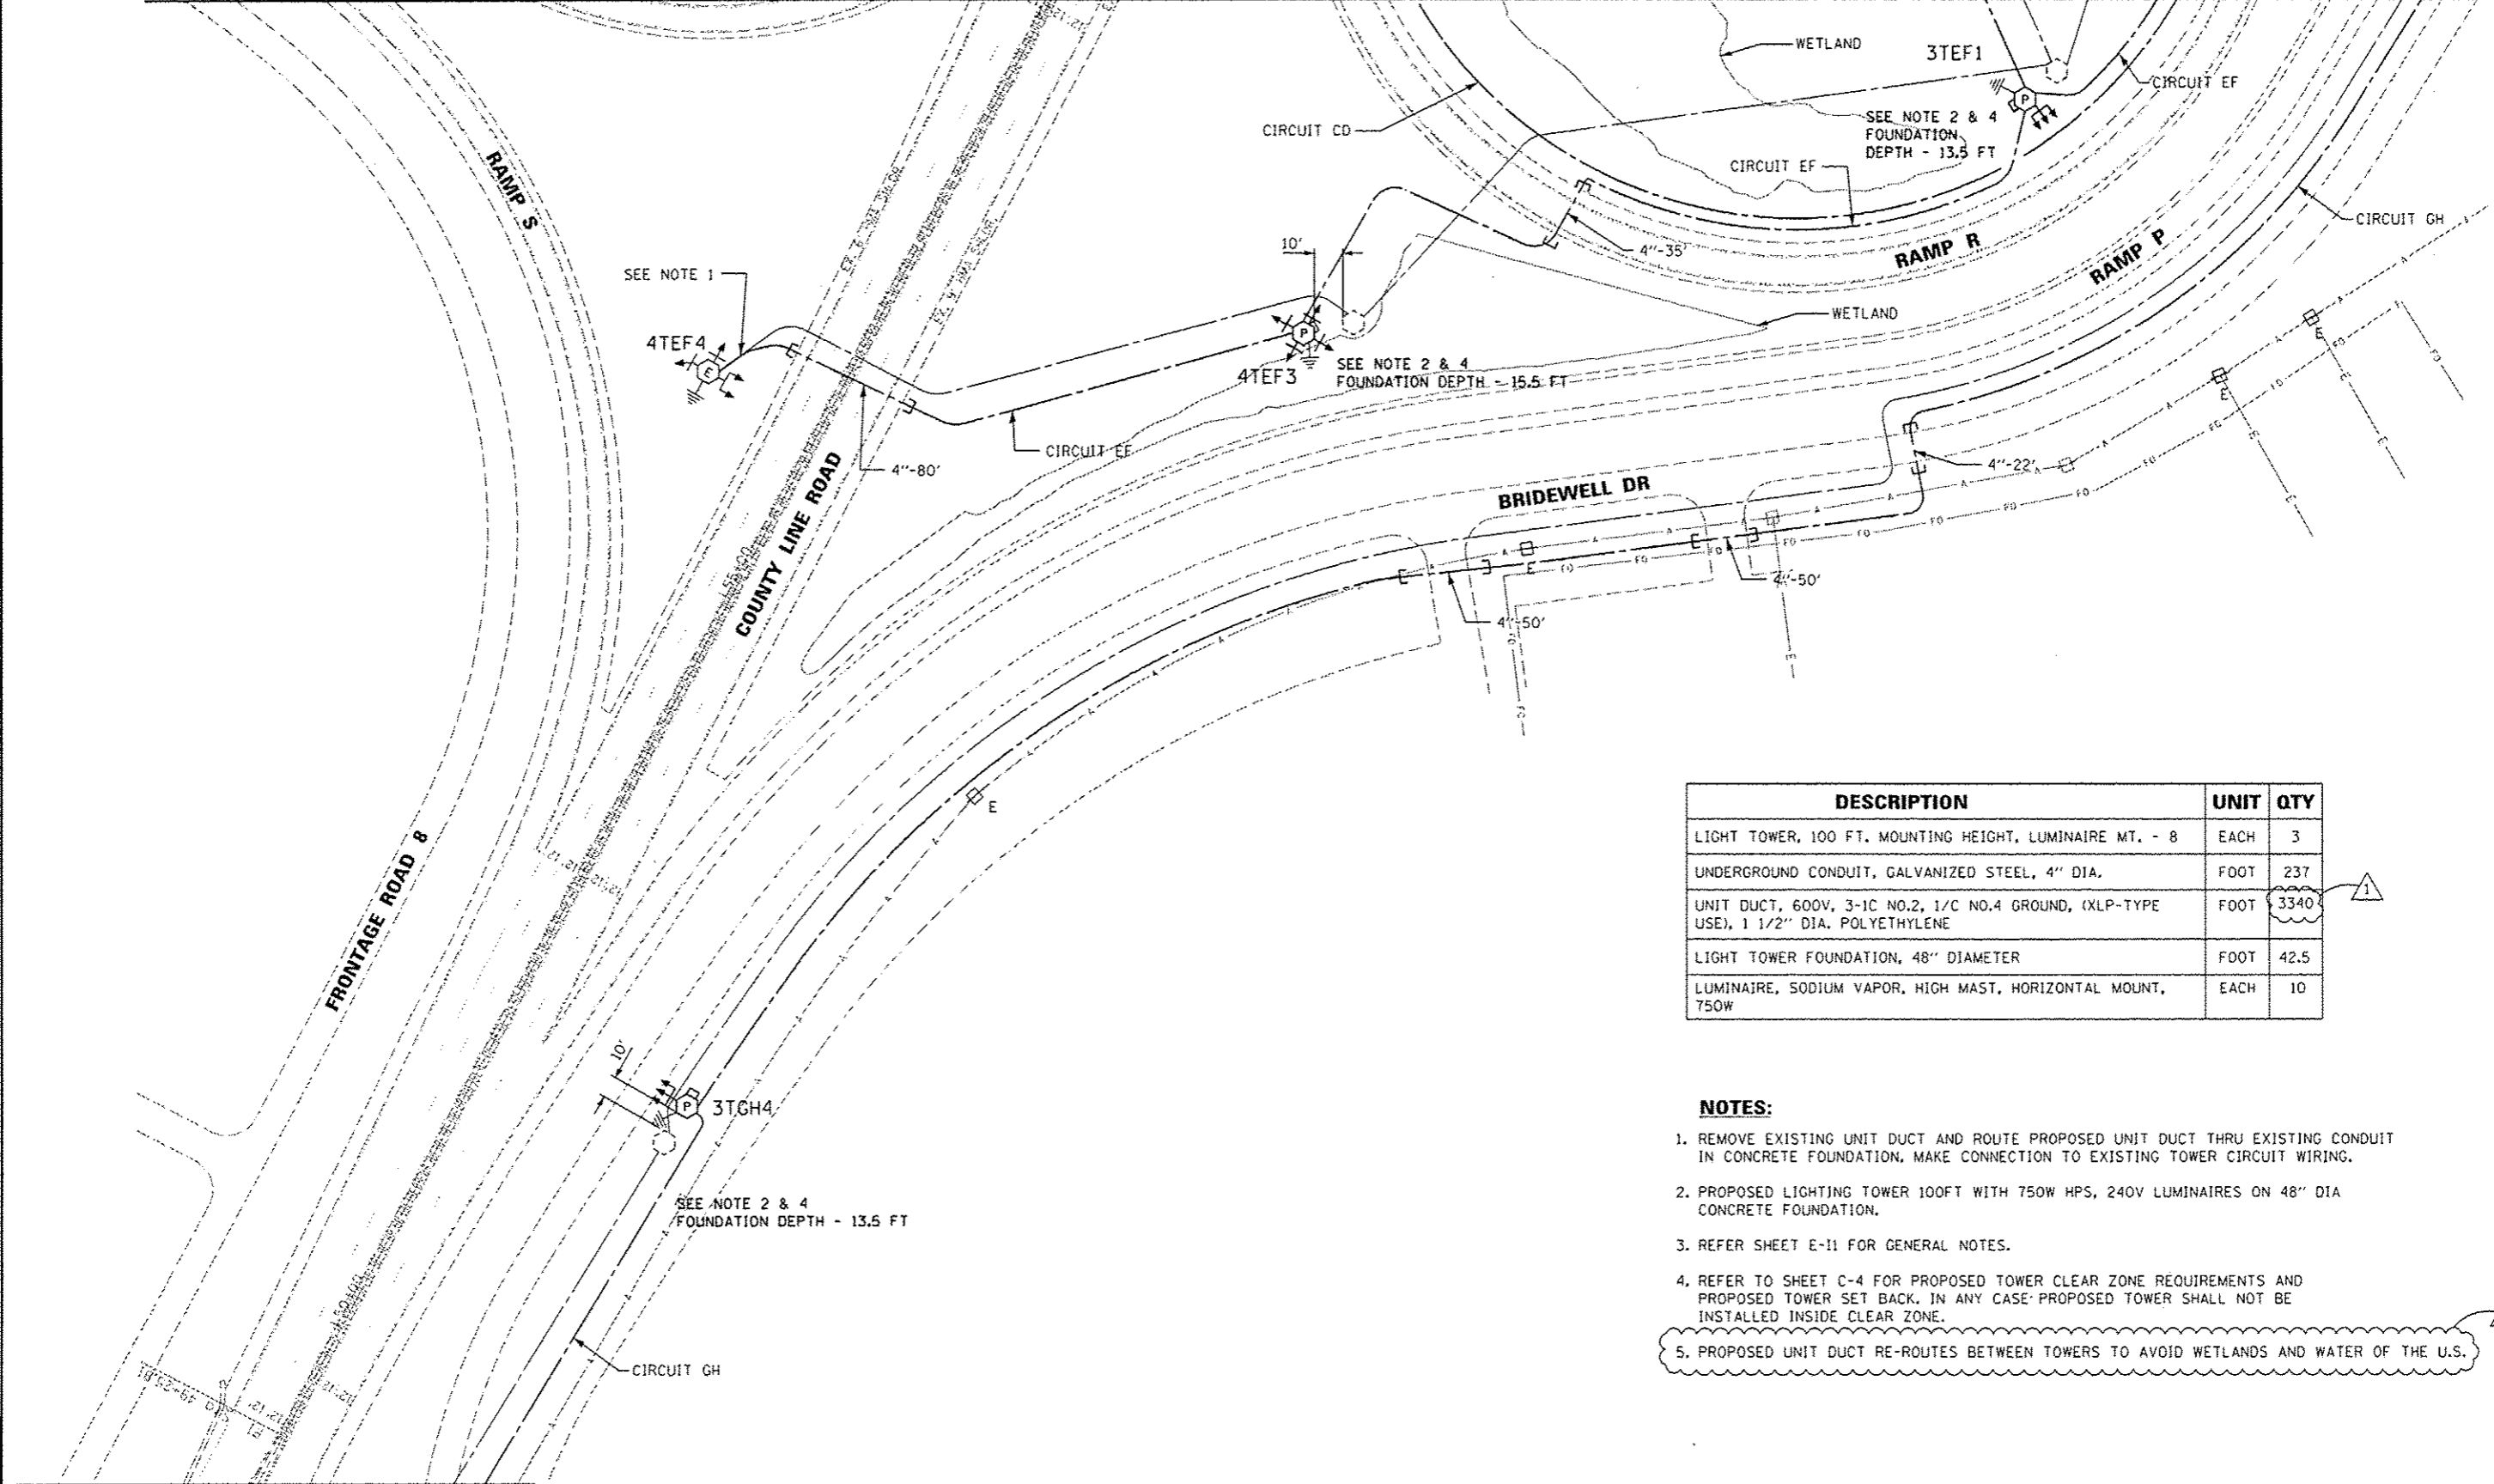 WETLAND
3TEF1
CIRCUIT EF
CIRCUIT CD
SEE NOTE 2 & 4
FOUNDATION
DEPTH - 13.5 FT
CIRCUIT EF
RAMP S
CIRCUIT GH
RAMP R
RAMP P
4"-35'
10'
SEE NOTE 1
WETLAND
4TEF4
E
P
P
4TEF3
SEE NOTE 2 & 4
FOUNDATION DEPTH - 15.5 FT
CIRCUIT EF
4"-80'
4"-22'
BRIDEWELL DR
COUNTY LINE ROAD
4"-50'
4"-50'
E
FRONTAGE ROAD 8
10'
P
3TGH4
SEE NOTE 2 & 4
FOUNDATION DEPTH - 13.5 FT
CIRCUIT GH
DESCRIPTION UNIT QTY
LIGHT TOWER, 100 FT. MOUNTING HEIGHT, LUMINAIRE MT. - 8 EACH 3
UNDERGROUND CONDUIT, GALVANIZED STEEL, 4" DIA. FOOT 237
UNIT DUCT, 600V, 3-1C NO.2, 1/C NO.4 GROUND, (XLP-TYPE FOOT 3340
USE), 1 1/2" DIA. POLYETHYLENE
1
LIGHT TOWER FOUNDATION, 48" DIAMETER FOOT 42.5
LUMINAIRE, SODIUM VAPOR, HIGH MAST, HORIZONTAL MOUNT, EACH 10
750W
NOTES:
1. REMOVE EXISTING UNIT DUCT AND ROUTE PROPOSED UNIT DUCT THRU EXISTING CONDUIT
IN CONCRETE FOUNDATION. MAKE CONNECTION TO EXISTING TOWER CIRCUIT WIRING.
2. PROPOSED LIGHTING TOWER 100FT WITH 750W HPS, 240V LUMINAIRES ON 48" DIA
CONCRETE FOUNDATION.
3. REFER SHEET E-11 FOR GENERAL NOTES.
4. REFER TO SHEET C-4 FOR PROPOSED TOWER CLEAR ZONE REQUIREMENTS AND
PROPOSED TOWER SET BACK. IN ANY CASE PROPOSED TOWER SHALL NOT BE
INSTALLED INSIDE CLEAR ZONE.
5. PROPOSED UNIT DUCT RE-ROUTES BETWEEN TOWERS TO AVOID WETLANDS AND WATER OF THE U.S.